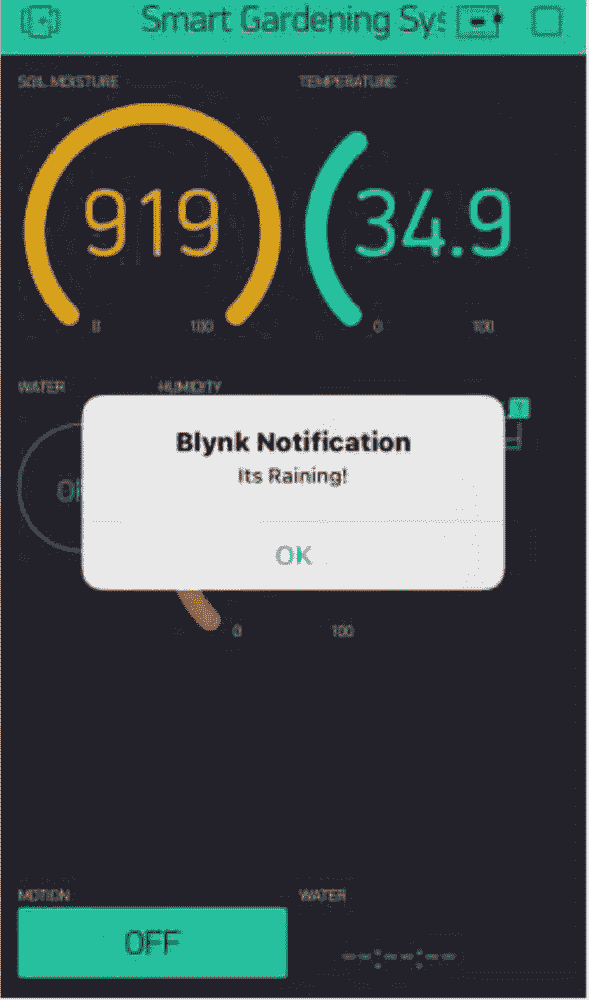 Smart Gardening Sys
SOIL MOISTURE
TEMPERATURE
919
34.9
0
100
0
100
WATER
HUMIDITY
Blynk Notification
Its Raining!
OK
0
100
MOTION
WATER
OFF
--:--:--